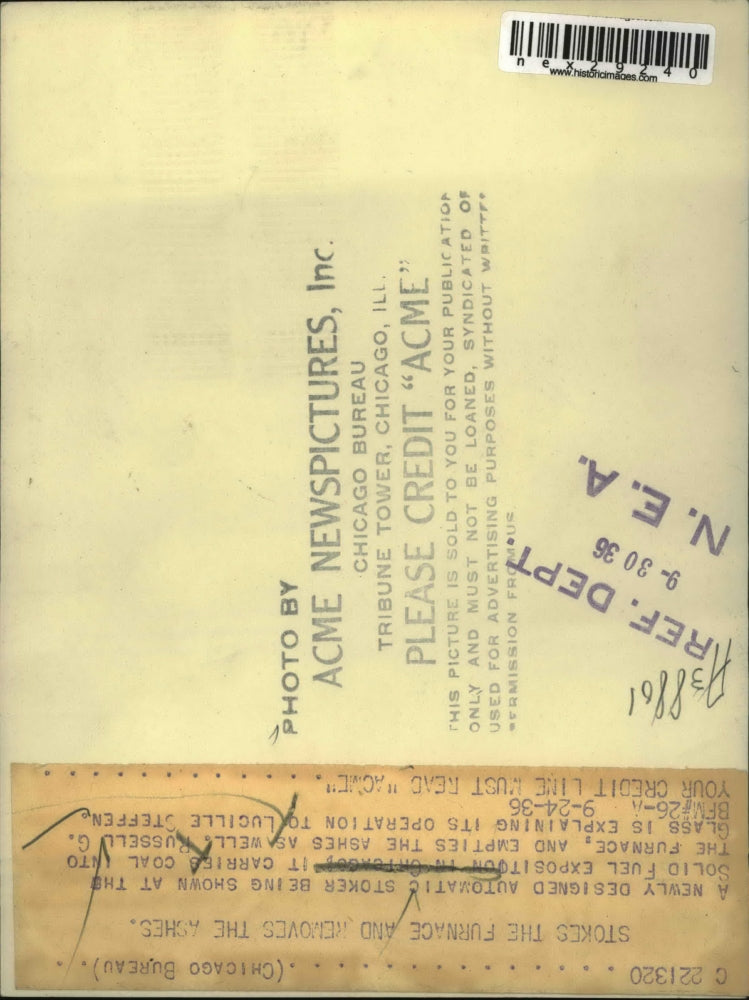 nex29240
www.historicimages.com
PHOTO BY
ACME NEWSPICTURES, Inc.
CHICAGO BUREAU
TRIBUNE TOWER, CHICAGO, ILL.
PLEASE CREDIT "ACME"
THIS PICTURE IS SOLD TO YOU FOR YOUR PUBLICATION
ONLY AND MUST NOT BE LOANED, SYNDICATED OR
USED FOR ADVERTISING PURPOSES WITHOUT WRITTEN
PERMISSION FROM US
REF. DEPT.
9-30 36
N. E. A.
C 221320 . . . . . . . (CHICAGO BUREAU).
STOKES THE FURNACE AND REMOVES THE ASHES.
A NEWLY DESIGNED AUTOMATIC STOKER BEING SHOWN AT THE
SOLID FUEL EXPOSITION IN CHICAGO. IT CARRIES COAL INTO
THE FURNACE, AND EMPTIES THE ASHES AS WELL. RUSSELL G.
GLASS IS EXPLAINING ITS OPERATION TO LUCILLE STEFFEN.
BFM#26-A 9-24-36
YOUR CREDIT LINE MUST READ "ACME" . . . . . . . . . . .